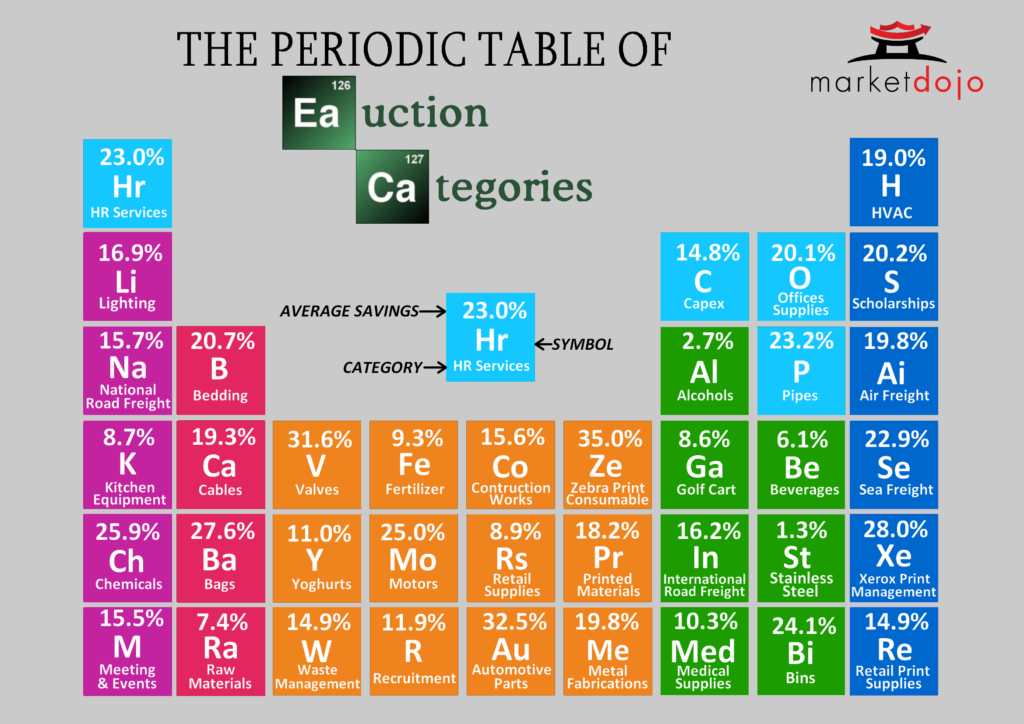 THE PERIODIC TABLE OF
126
Ea uction
127
Ca tegories
marketdojo
23.0%
Hr
HR Services
19.0%
H
HVAC
16.9%
Li
Lighting
14.8%
C
Capex
20.1%
O
Offices
Supplies
20.2%
S
Scholarships
AVERAGE SAVINGS
23.0%
Hr
SYMBOL
CATEGORY
HR Services
15.7%
Na
National
Road Freight
20.7%
B
Bedding
2.7%
Al
Alcohols
23.2%
P
Pipes
19.8%
Ai
Air Freight
8.7%
K
Kitchen
Equipment
19.3%
Ca
Cables
31.6%
V
Valves
9.3%
Fe
Fertilizer
15.6%
Co
Contruction
Works
35.0%
Ze
Zebra Print
Consumable
8.6%
Ga
Golf Cart
6.1%
Be
Beverages
22.9%
Se
Sea Freight
25.9%
Ch
Chemicals
27.6%
Ba
Bags
11.0%
Y
Yoghurts
25.0%
Mo
Motors
8.9%
Rs
Retail
Supplies
18.2%
Pr
Printed
Materials
16.2%
In
International
Road Freight
1.3%
St
Stainless
Steel
28.0%
Xe
Xerox Print
Management
15.5%
M
Meeting
& Events
7.4%
Ra
Raw
Materials
14.9%
W
Waste
Management
11.9%
R
Recruitment
32.5%
Au
Automotive
Parts
19.8%
Me
Metal
Fabrications
10.3%
Med
Medical
Supplies
24.1%
Bi
Bins
14.9%
Re
Retail Print
Supplies